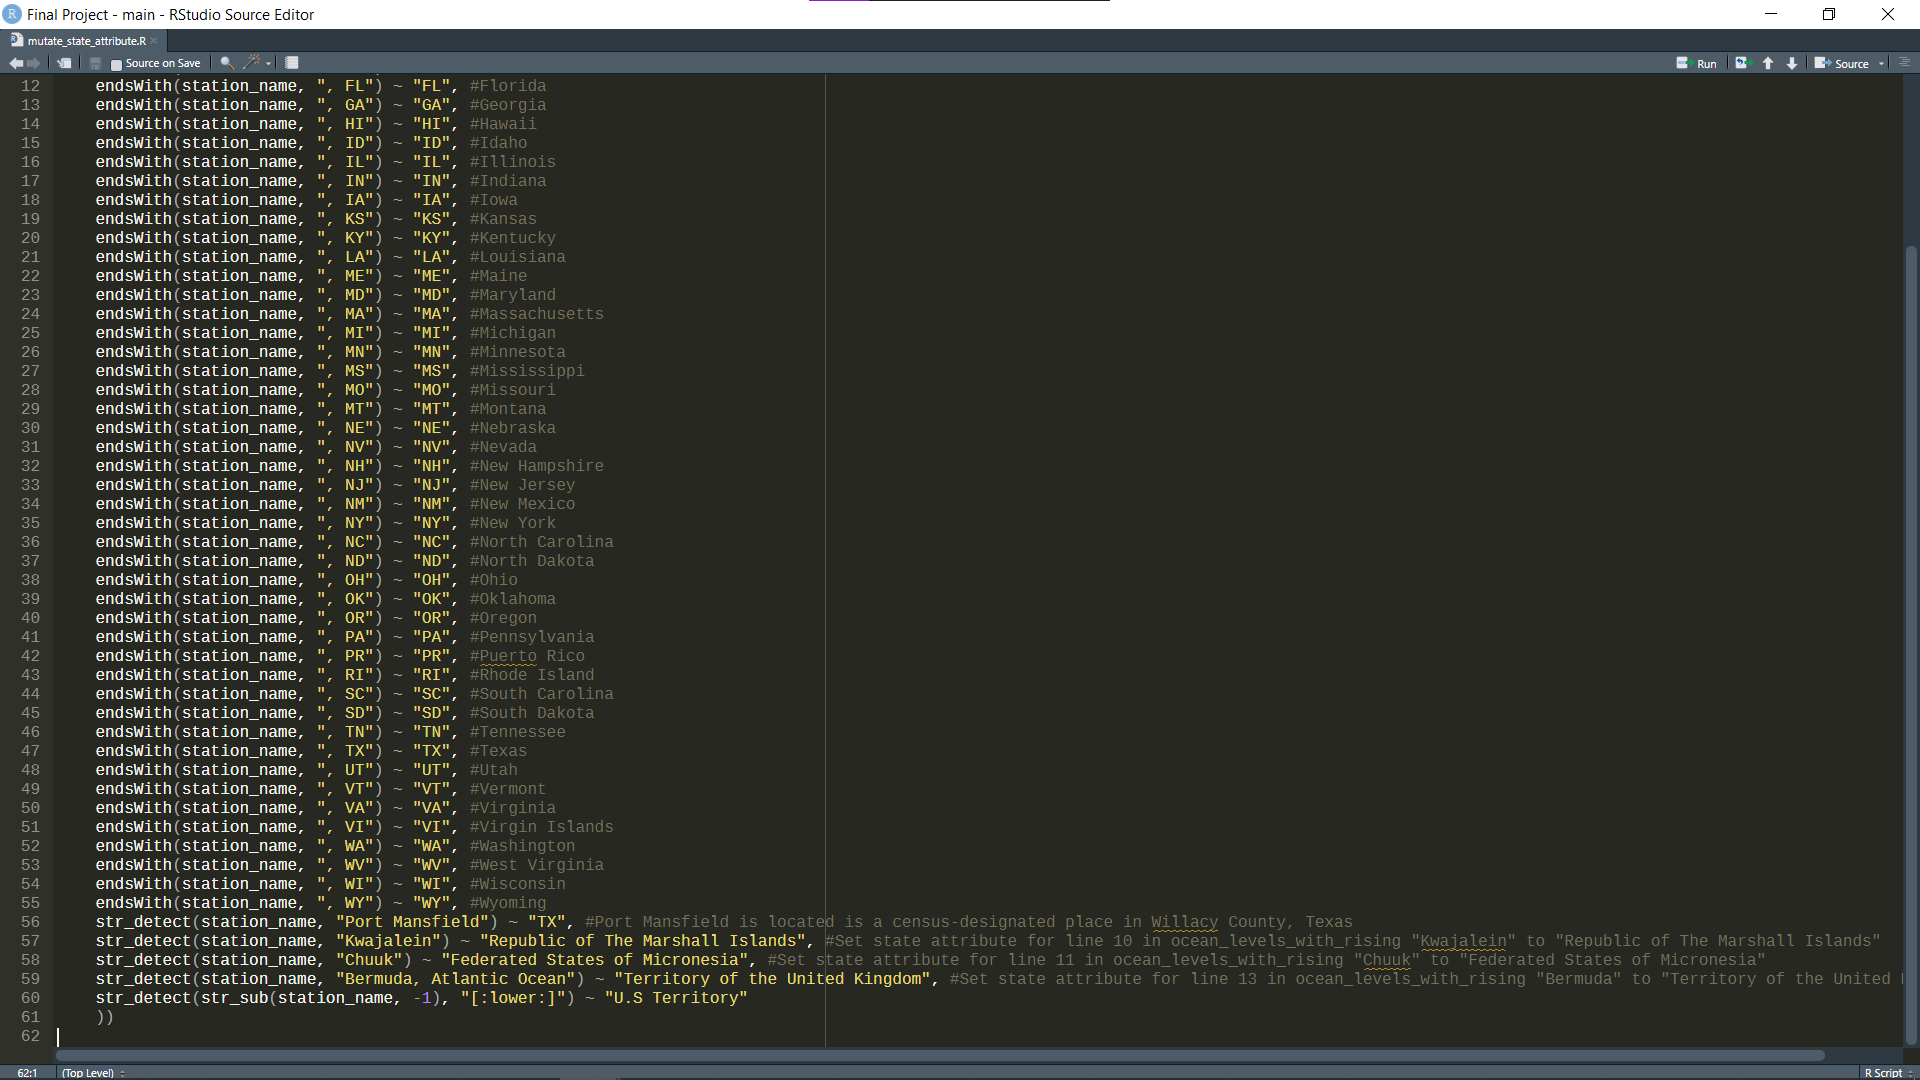 Final Project - main - RStudio Source Editor
mutate_state_attribute.R
Source on Save Run Source
12 endsWith(station_name, ", FL") ~ "FL", #Florida
13 endsWith(station_name, ", GA") ~ "GA", #Georgia
14 endsWith(station_name, ", HI") ~ "HI", #Hawaii
15 endsWith(station_name, ", ID") ~ "ID", #Idaho
16 endsWith(station_name, ", IL") ~ "IL", #Illinois
17 endsWith(station_name, ", IN") ~ "IN", #Indiana
18 endsWith(station_name, ", IA") ~ "IA", #Iowa
19 endsWith(station_name, ", KS") ~ "KS", #Kansas
20 endsWith(station_name, ", KY") ~ "KY", #Kentucky
21 endsWith(station_name, ", LA") ~ "LA", #Louisiana
22 endsWith(station_name, ", ME") ~ "ME", #Maine
23 endsWith(station_name, ", MD") ~ "MD", #Maryland
24 endsWith(station_name, ", MA") ~ "MA", #Massachusetts
25 endsWith(station_name, ", MI") ~ "MI", #Michigan
26 endsWith(station_name, ", MN") ~ "MN", #Minnesota
27 endsWith(station_name, ", MS") ~ "MS", #Mississippi
28 endsWith(station_name, ", MO") ~ "MO", #Missouri
29 endsWith(station_name, ", MT") ~ "MT", #Montana
30 endsWith(station_name, ", NE") ~ "NE", #Nebraska
31 endsWith(station_name, ", NV") ~ "NV", #Nevada
32 endsWith(station_name, ", NH") ~ "NH", #New Hampshire
33 endsWith(station_name, ", NJ") ~ "NJ", #New Jersey
34 endsWith(station_name, ", NM") ~ "NM", #New Mexico
35 endsWith(station_name, ", NY") ~ "NY", #New York
36 endsWith(station_name, ", NC") ~ "NC", #North Carolina
37 endsWith(station_name, ", ND") ~ "ND", #North Dakota
38 endsWith(station_name, ", OH") ~ "OH", #Ohio
39 endsWith(station_name, ", OK") ~ "OK", #Oklahoma
40 endsWith(station_name, ", OR") ~ "OR", #Oregon
41 endsWith(station_name, ", PA") ~ "PA", #Pennsylvania
42 endsWith(station_name, ", PR") ~ "PR", #Puerto Rico
43 endsWith(station_name, ", RI") ~ "RI", #Rhode Island
44 endsWith(station_name, ", SC") ~ "SC", #South Carolina
45 endsWith(station_name, ", SD") ~ "SD", #South Dakota
46 endsWith(station_name, ", TN") ~ "TN", #Tennessee
47 endsWith(station_name, ", TX") ~ "TX", #Texas
48 endsWith(station_name, ", UT") ~ "UT", #Utah
49 endsWith(station_name, ", VT") ~ "VT", #Vermont
50 endsWith(station_name, ", VA") ~ "VA", #Virginia
51 endsWith(station_name, ", VI") ~ "VI", #Virgin Islands
52 endsWith(station_name, ", WA") ~ "WA", #Washington
53 endsWith(station_name, ", WV") ~ "WV", #West Virginia
54 endsWith(station_name, ", WI") ~ "WI", #Wisconsin
55 endsWith(station_name, ", WY") ~ "WY", #Wyoming
56 str_detect(station_name, "Port Mansfield") ~ "TX", #Port Mansfield is located is a census-designated place in Willacy County, Texas
57 str_detect(station_name, "Kwajalein") ~ "Republic of The Marshall Islands", #Set state attribute for line 10 in ocean_levels_with_rising "Kwajalein" to "Republic of The Marshall Islands"
58 str_detect(station_name, "Chuuk") ~ "Federated States of Micronesia", #Set state attribute for line 11 in ocean_levels_with_rising "Chuuk" to "Federated States of Micronesia"
59 str_detect(station_name, "Bermuda, Atlantic Ocean") ~ "Territory of the United Kingdom", #Set state attribute for line 13 in ocean_levels_with_rising "Bermuda" to "Territory of the United
60 str_detect(str_sub(station_name, -1), "[:lower:]") ~ "U.S Territory"
61 ))
62
62:1 (Top Level) R Script